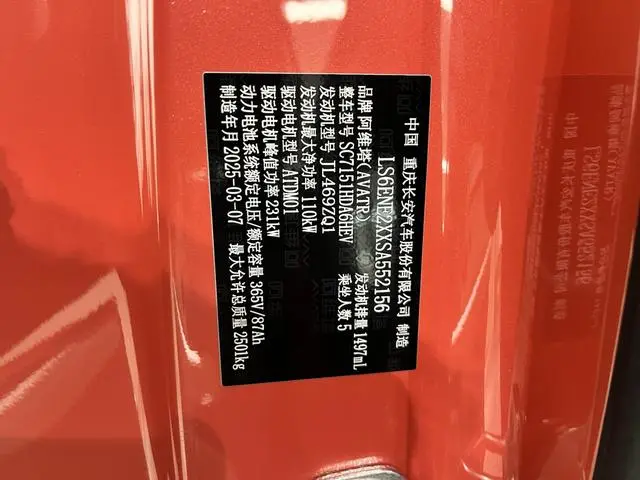 中国 重庆长安汽车股份有限公司 制造
LS6ENE2XXSA552156
品牌 阿维塔(AVATR) 发动机排量 1497mL
整车型号 SC7151HDA6HEV 乘坐人数 5
发动机型号 JL469ZQ1
发动机最大净功率 110kW
驱动电机型号 ATDM01
驱动电机峰值功率 231kW
动力电池系统额定电压/额定容量 365V/87Ah
制造年月 2025-03-07 最大允许总质量 2501kg